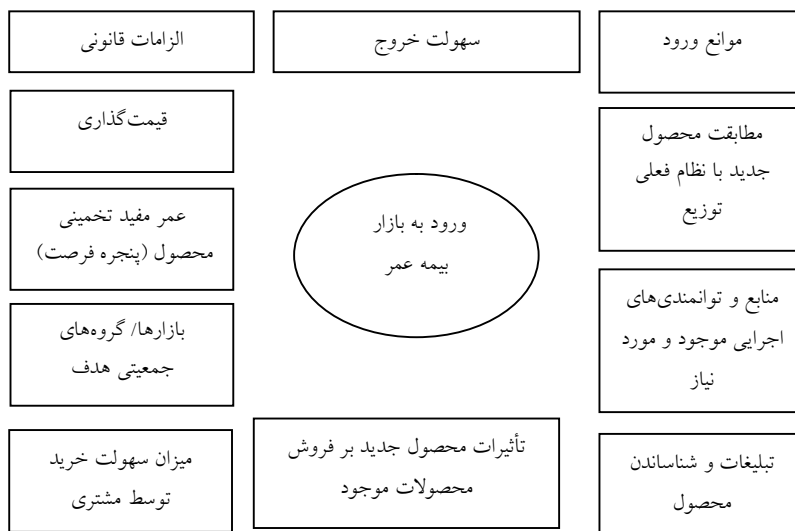 موانع ورود
سهولت خروج
الزامات قانونی
قیمت‌گذاری
مطابقت محصول
جدید با نظام فعلی
توزیع
عمر مفید تخمینی
محصول (پنجره فرصت)
ورود به بازار
بیمه عمر
منابع و توانمندی‌های
اجرایی موجود و مورد
نیاز
بازارها/ گروه‌های
جمعیتی هدف
تأثیرات محصول جدید بر فروش
محصولات موجود
میزان سهولت خرید
توسط مشتری
تبلیغات و شناساندن
محصول